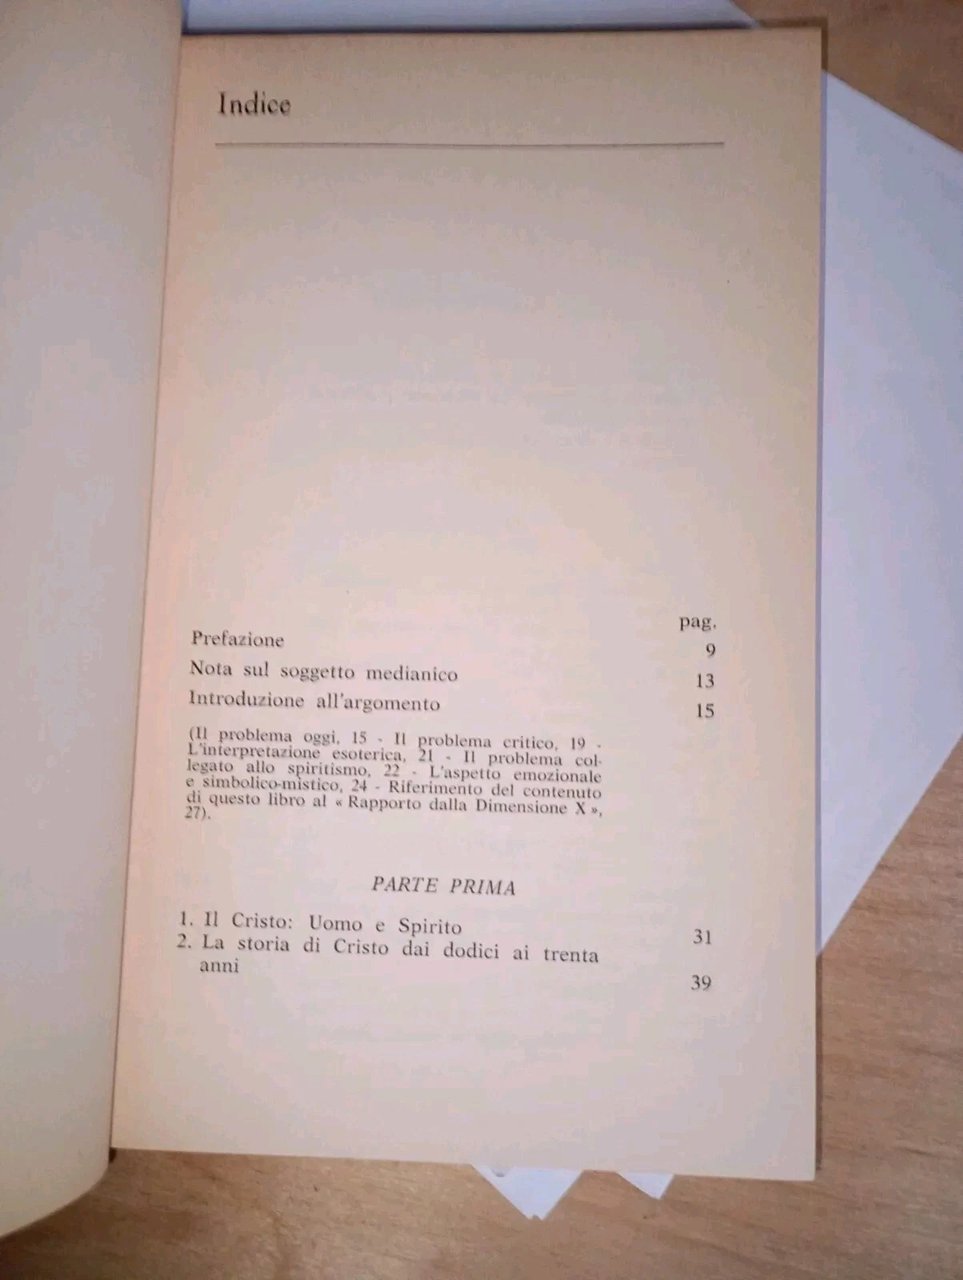 Indice
pag.
Prefazione 9
Nota sul soggetto medianico 13
Introduzione all'argomento 15
(Il problema oggi, 15 - Il problema critico, 19 -
L'interpretazione esoterica, 21 - Il problema col-
legato allo spiritismo, 22 - L'aspetto emozionale
e simbolico-mistico, 24 - Riferimento del contenuto
di questo libro al « Rapporto dalla Dimensione X »,
27).
PARTE PRIMA
1. Il Cristo: Uomo e Spirito 31
2. La storia di Cristo dai dodici ai trenta
anni 39